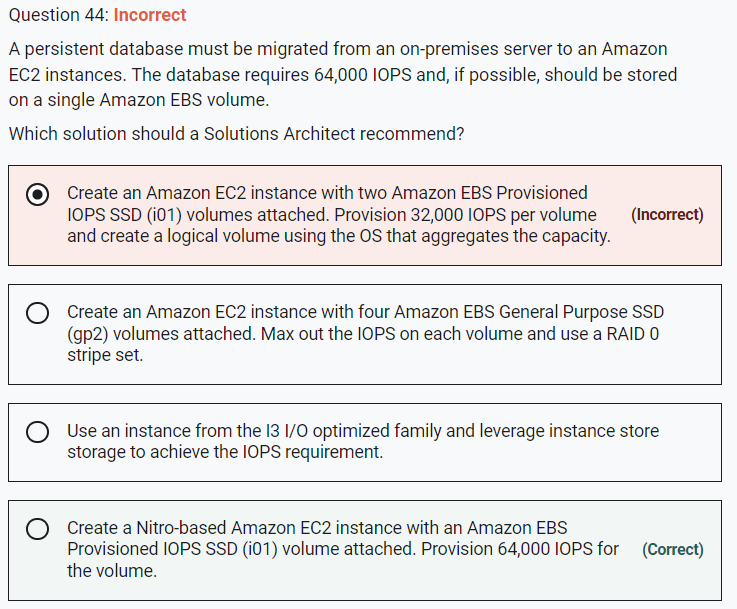 Question 44: Incorrect
A persistent database must be migrated from an on-premises server to an Amazon
EC2 instances. The database requires 64,000 IOPS and, if possible, should be stored
on a single Amazon EBS volume.
Which solution should a Solutions Architect recommend?
Create an Amazon EC2 instance with two Amazon EBS Provisioned
IOPS SSD (i01) volumes attached. Provision 32,000 IOPS per volume
and create a logical volume using the OS that aggregates the capacity.
(Incorrect)
Create an Amazon EC2 instance with four Amazon EBS General Purpose SSD
(gp2) volumes attached. Max out the IOPS on each volume and use a RAID 0
stripe set.
Use an instance from the I3 I/O optimized family and leverage instance store
storage to achieve the IOPS requirement.
Create a Nitro-based Amazon EC2 instance with an Amazon EBS
Provisioned IOPS SSD (i01) volume attached. Provision 64,000 IOPS for
the volume.
(Correct)